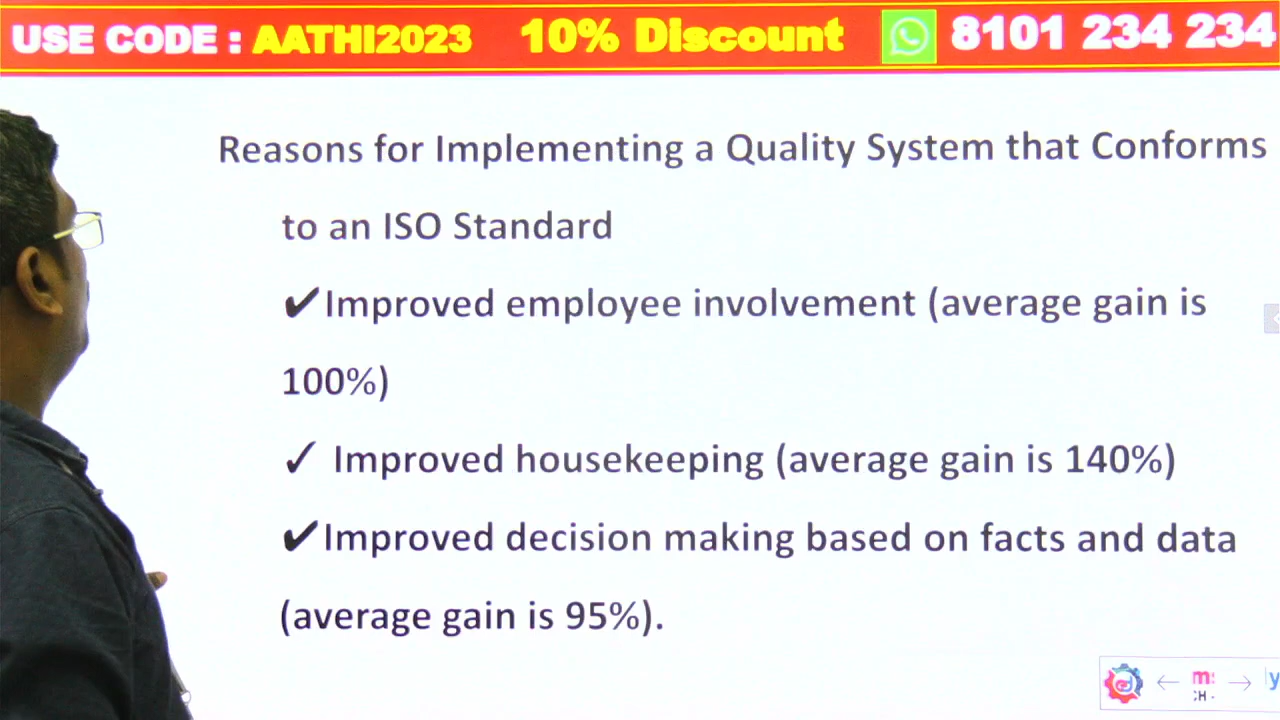 USE CODE : AATHI2023 10% Discount 8101 234 234
Reasons for Implementing a Quality System that Conforms
to an ISO Standard
✔Improved employee involvement (average gain is
100%)
✓ Improved housekeeping (average gain is 140%)
✔Improved decision making based on facts and data
(average gain is 95%).